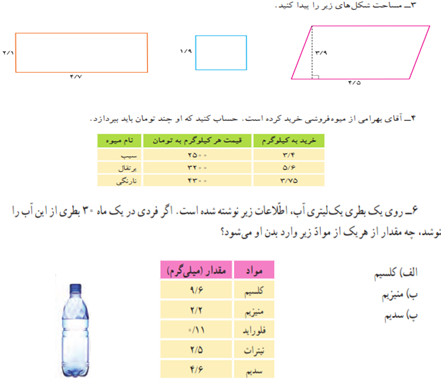 ۳ــ مساحت شکل‌های زیر را پیدا کنید.
۲/۱
۴/۷
۱/۹
۳/۹
۴/۵
۴ــ آقای بهرامی از میوه‌فروشی خرید کرده است. حساب کنید که او چند تومان باید بپردازد.
نام میوه قیمت هر کیلوگرم به تومان خرید به کیلوگرم
سیب ۲۵۰۰ ۳/۴
پرتقال ۳۲۰۰ ۵/۶
نارنگی ۴۳۰۰ ۳/۷۵
۶ــ روی یک بطری یک‌لیتری آب، اطّلاعات زیر نوشته شده است. اگر فردی در یک ماه ۳۰ بطری از این آب را
نوشد، چه مقدار از هر یک از موادّ زیر وارد بدن او می‌شود؟
الف) کلسیم
ب) منیزیم
پ) سدیم
مواد مقدار (میلی‌گرم)
کلسیم ۹/۶
منیزیم ۲/۲
فلوراید ۰/۱۱
نیترات ۲/۵
سدیم ۴/۶